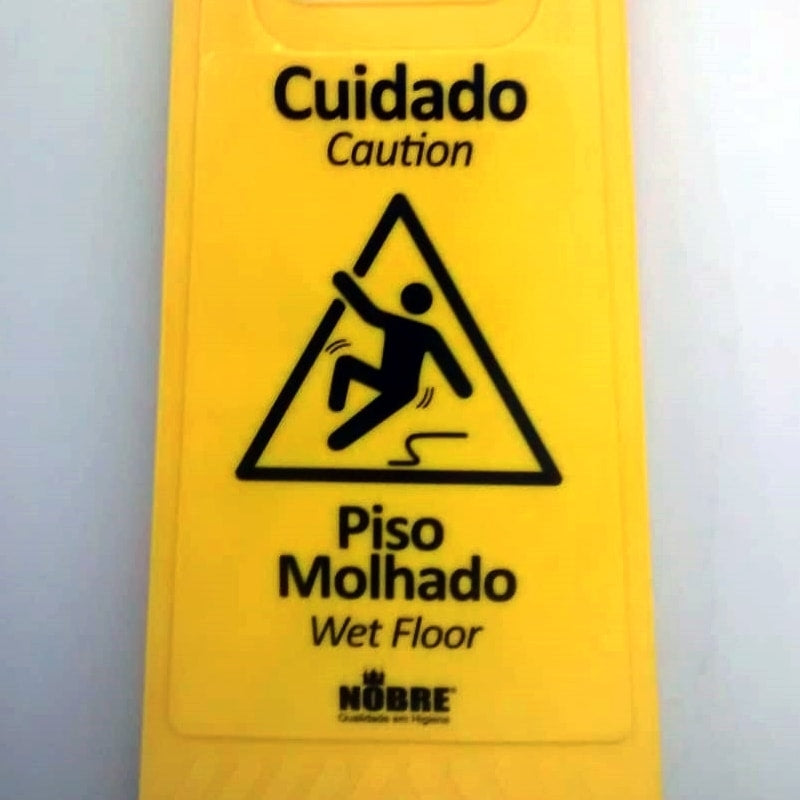 Cuidado
Caution
Piso
Molhado
Wet Floor
NOBRE
Qualidade em Higiene